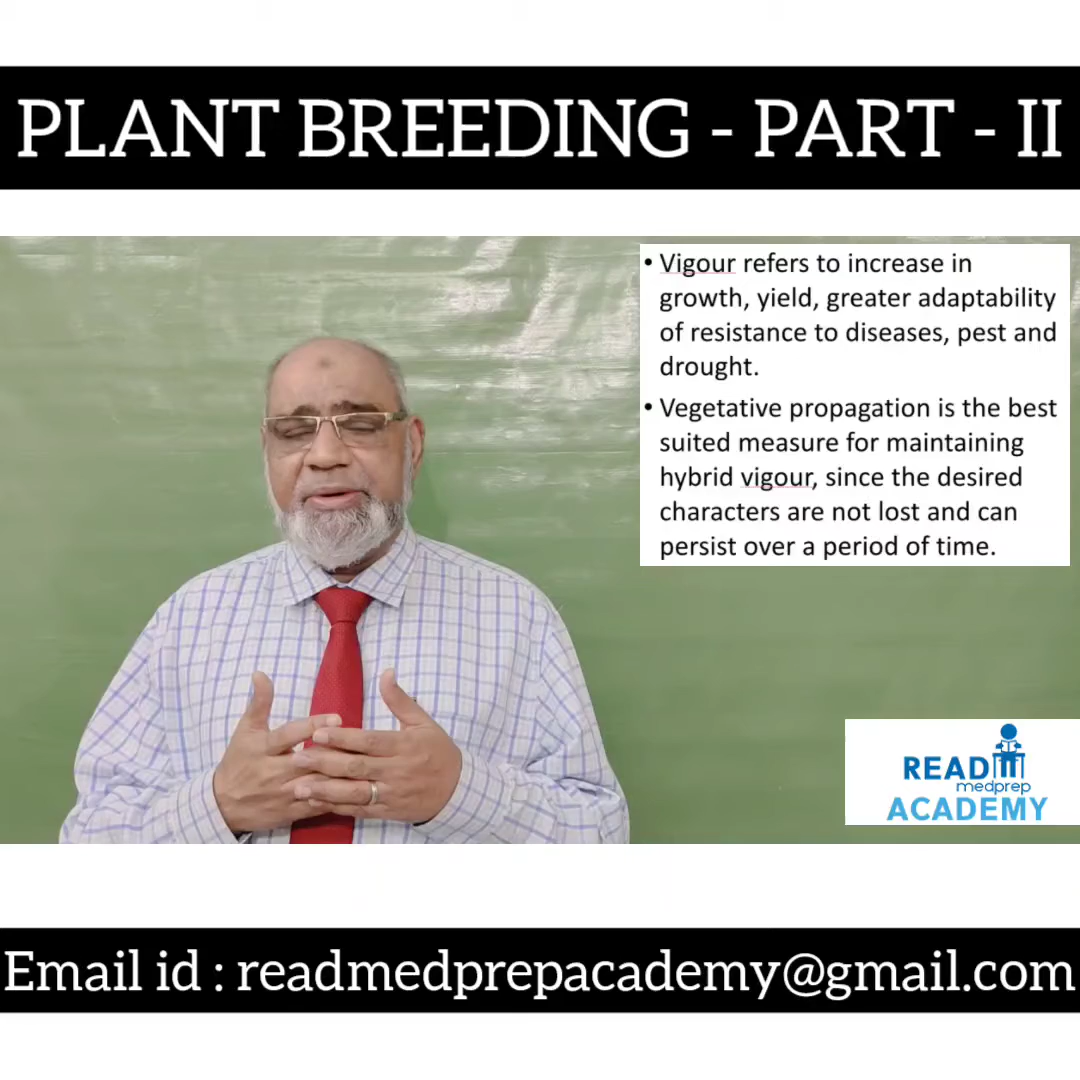 PLANT BREEDING - PART - II
• Vigour refers to increase in
growth, yield, greater adaptability
of resistance to diseases, pest and
drought.
• Vegetative propagation is the best
suited measure for maintaining
hybrid vigour, since the desired
characters are not lost and can
persist over a period of time.
READ
medprep
ACADEMY
Email id : readmedprepacademy@gmail.com